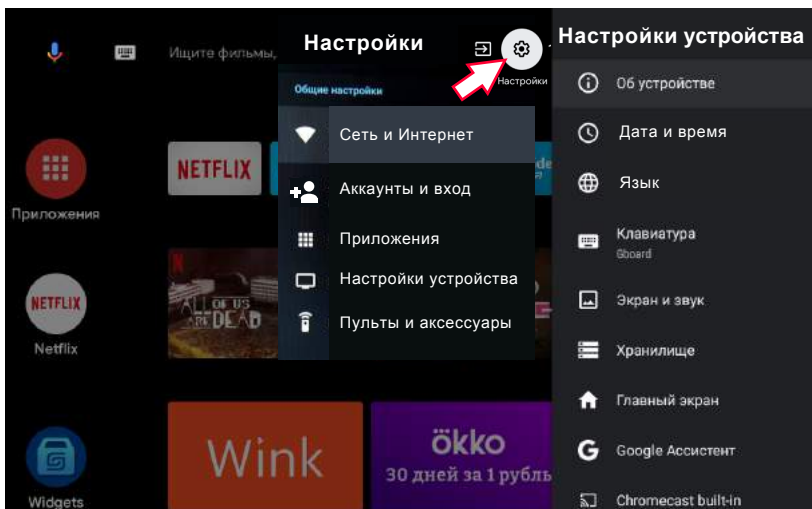 Ищите фильмы,
Приложения
NETFLIX
NETFLIX
Netflix
ALL OF US
ARE DEAD
Wink
ökko
30 дней за 1 рубль
Widgets
Настройки
Настройки
Общие настройки
Сеть и Интернет
Аккаунты и вход
Приложения
Настройки устройства
Пульты и аксессуары
Настройки устройства
Об устройстве
Дата и время
Язык
Клавиатура
Gboard
Экран и звук
Хранилище
Главный экран
Google Ассистент
Chromecast built-in